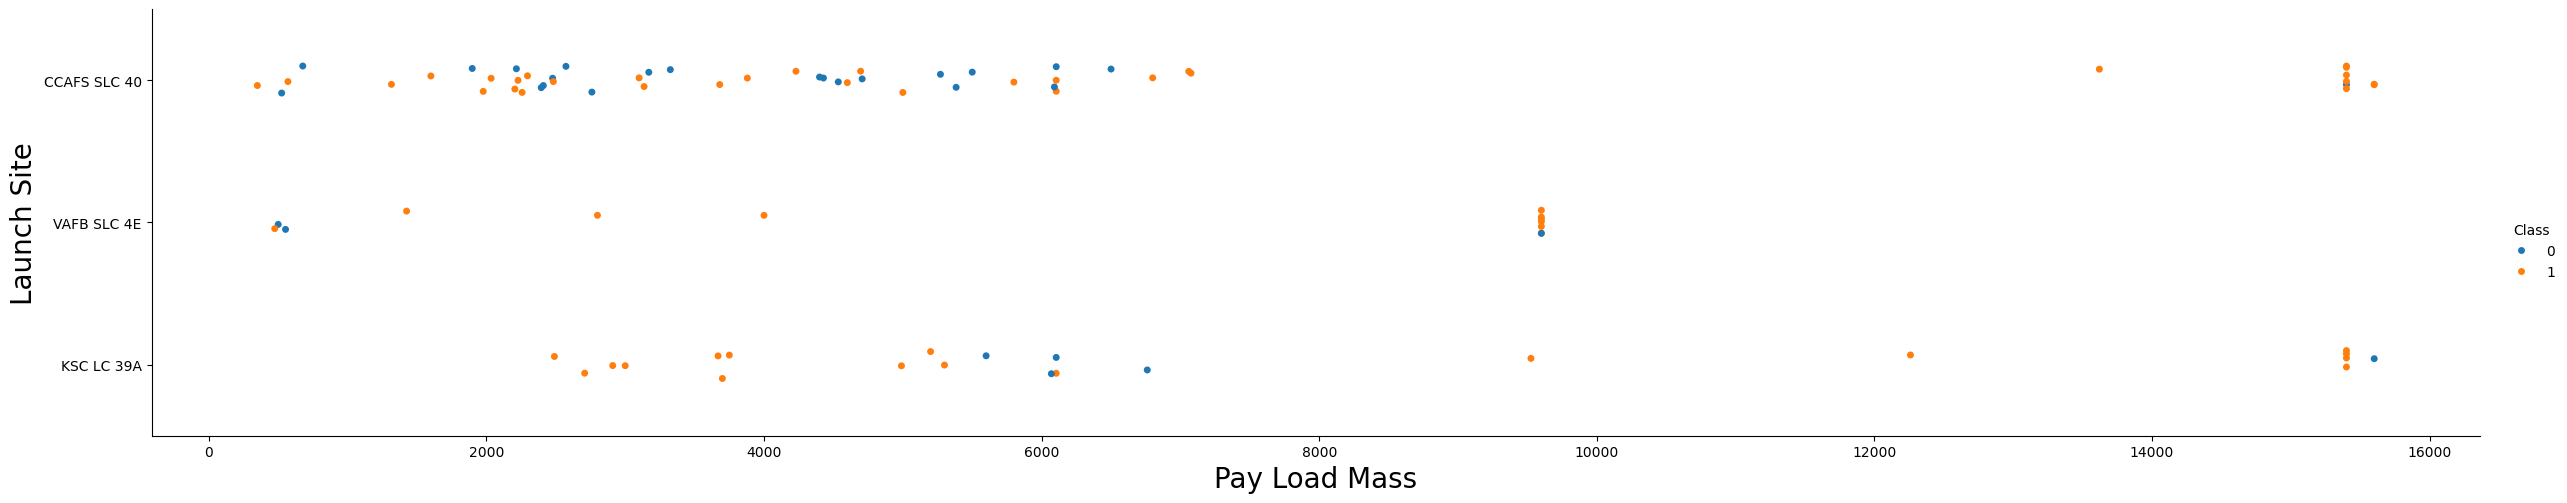 Launch Site
CCAFS SLC 40
VAFB SLC 4E
KSC LC 39A
0 2000 4000 6000 8000 10000 12000 14000 16000
Pay Load Mass
Class
0
1